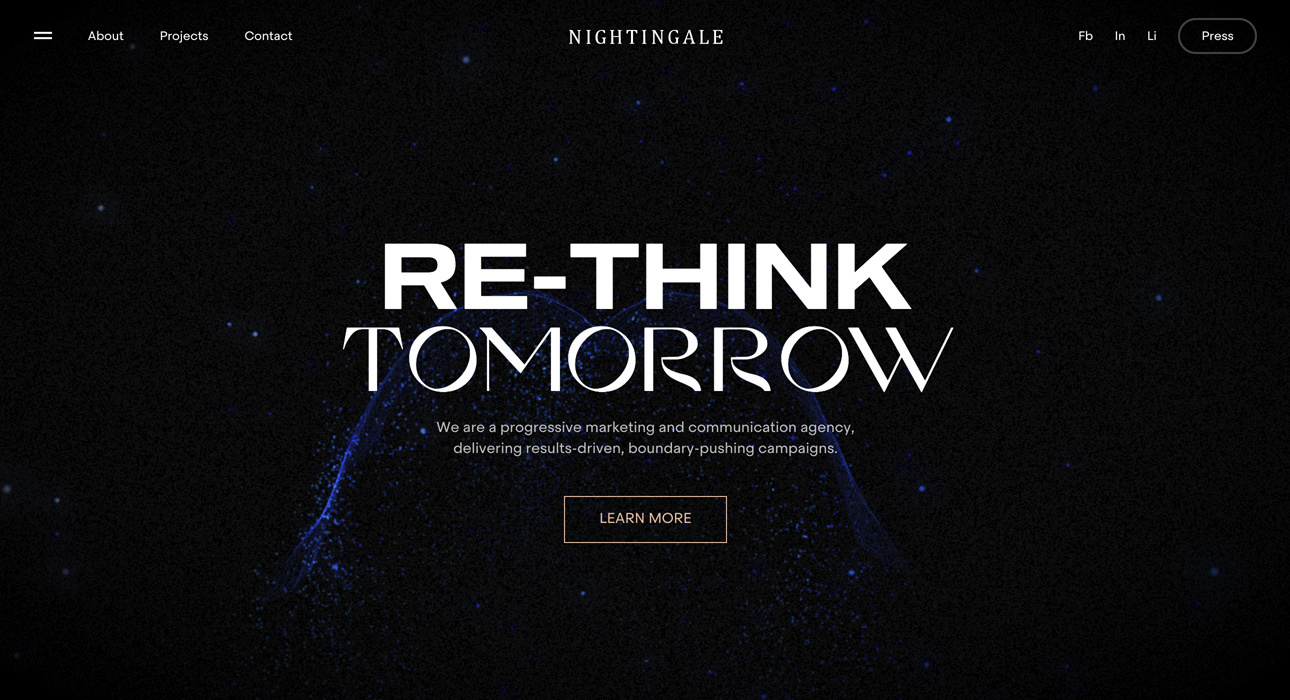 About Projects Contact NIGHTINGALE Fb In Li Press
RE-THINK
TOMORROW
We are a progressive marketing and communication agency,
delivering results-driven, boundary-pushing campaigns.
LEARN MORE